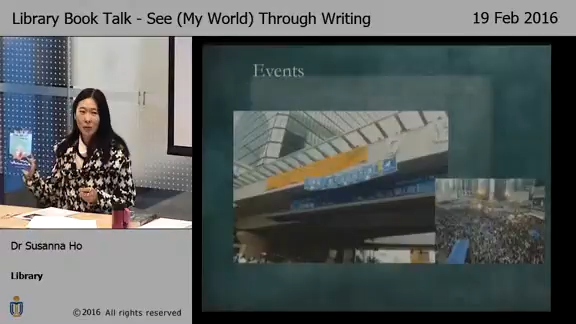 Library Book Talk - See (My World) Through Writing
19 Feb 2016
Events
Dr Susanna Ho
Library
©2016 All rights reserved